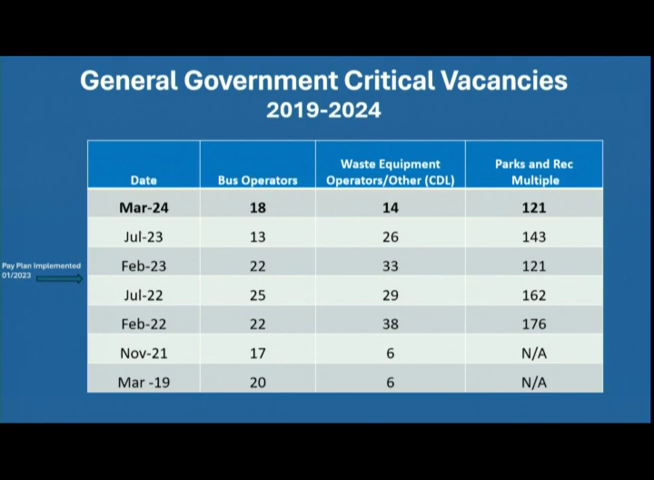 General Government Critical Vacancies
2019-2024
Date Bus Operators Waste Equipment Operators/Other (CDL) Parks and Rec Multiple
Mar-24 18 14 121
Jul-23 13 26 143
Pay Plan Implemented 01/2023
Feb-23 22 33 121
Jul-22 25 29 162
Feb-22 22 38 176
Nov-21 17 6 N/A
Mar -19 20 6 N/A